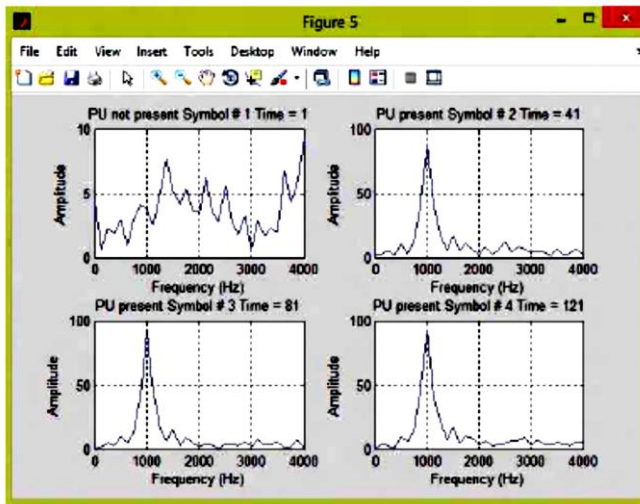 Figure 5
File Edit View Insert Tools Desktop Window Help
PU not present Symbol # 1 Time = 1
10
5
0
Amplitude
0 1000 2000 3000 4000
Frequency (Hz)
PU present Symbol # 2 Time = 41
100
50
0
Amplitude
0 1000 2000 3000 4000
Frequency (Hz)
PU present Symbol # 3 Time = 81
100
50
0
Amplitude
0 1000 2000 3000 4000
Frequency (Hz)
PU present Symbol # 4 Time = 121
100
50
0
Amplitude
0 1000 2000 3000 4000
Frequency (Hz)